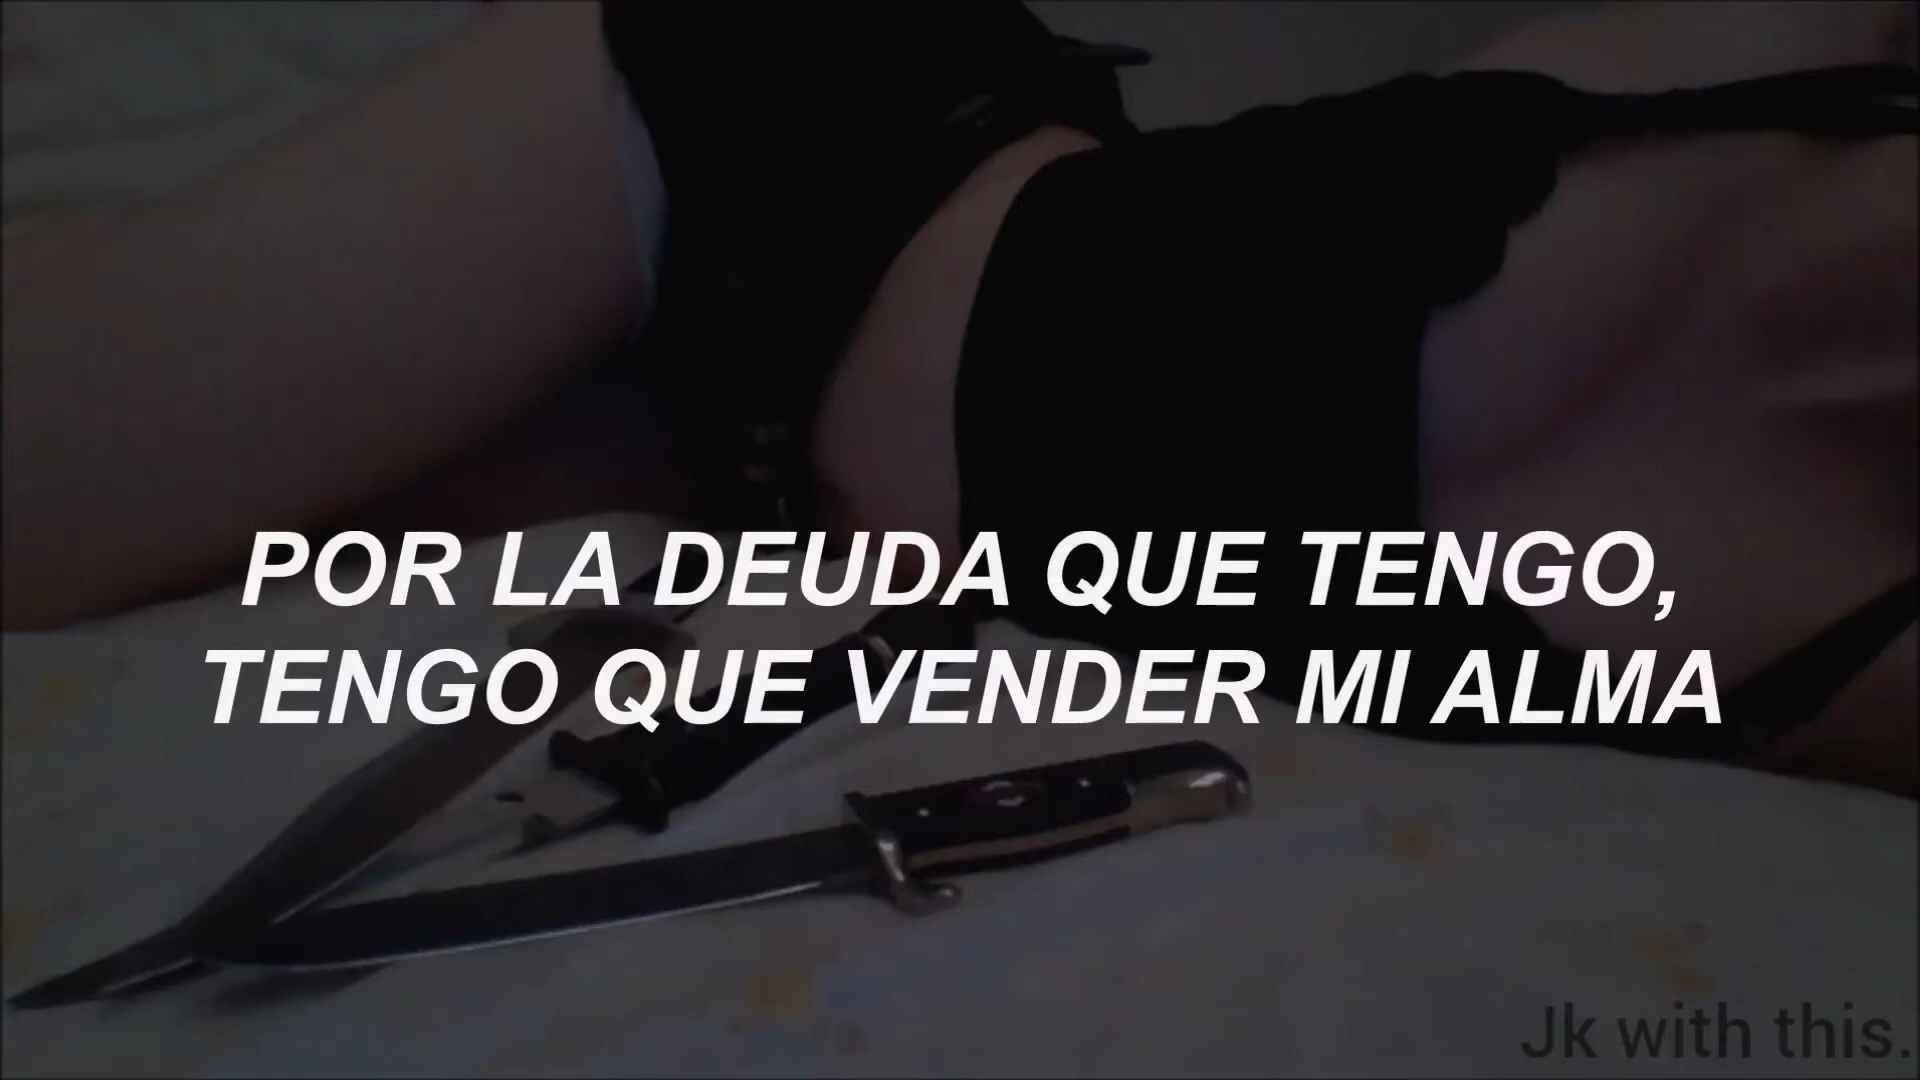 POR LA DEUDA QUE TENGO,
TENGO QUE VENDER MI ALMA
Jk with this.